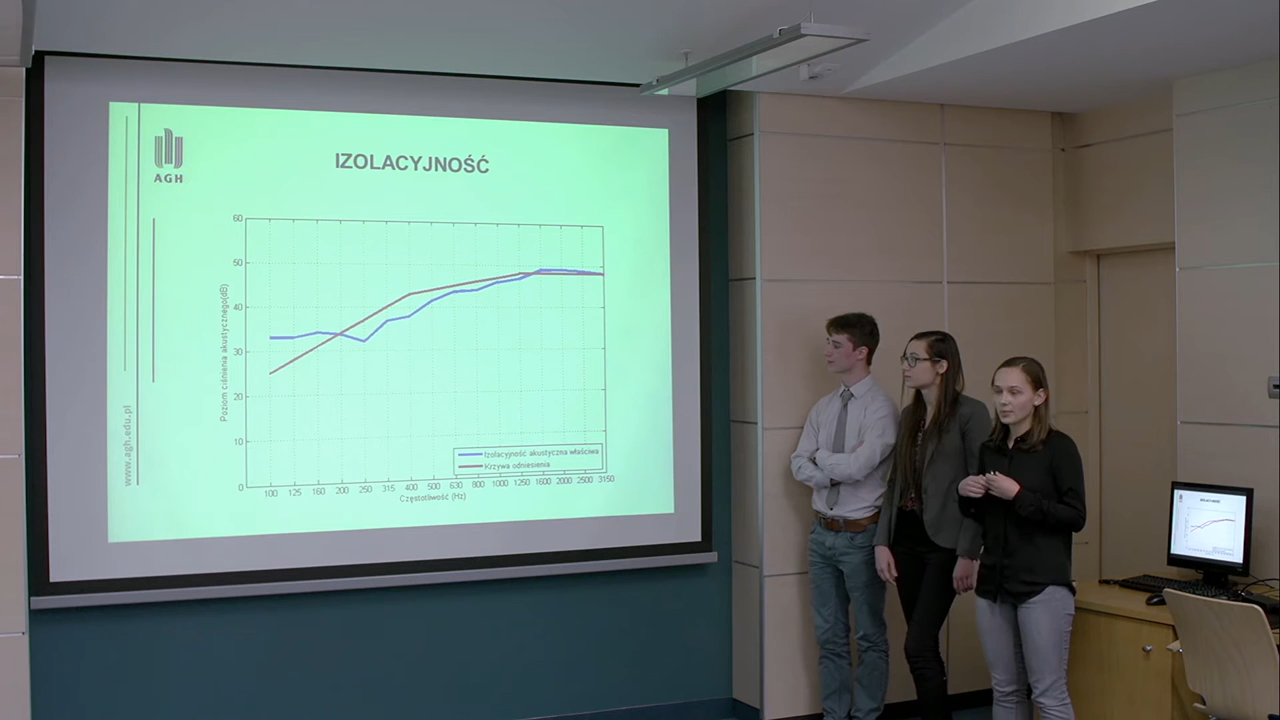 AGH
IZOLACYJNOŚĆ
www.agh.edu.pl
Poziom ciśnienia akustycznego(dB)
60
50
40
30
20
10
0
100 125 160 200 250 315 400 500 630 800 1000 1250 1600 2000 2500 3150
Częstotliwość (Hz)
Izolacyjność akustyczna właściwa
Krzywa odniesienia